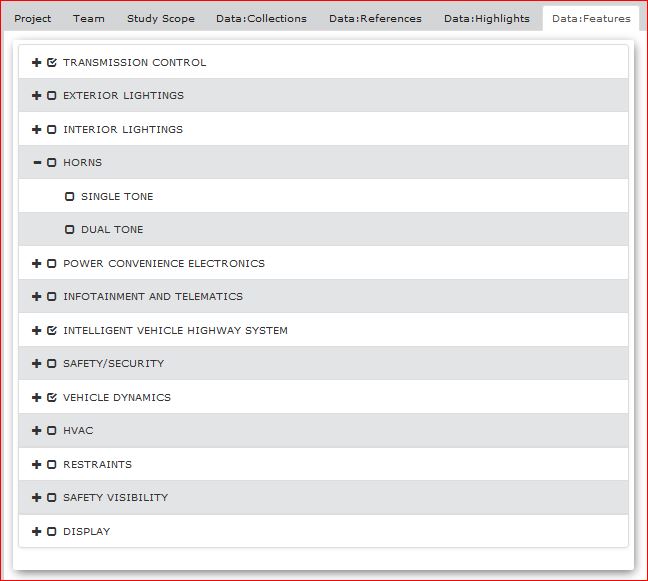 Project Team Study Scope Data:Collections Data:References Data:Highlights Data:Features
TRANSMISSION CONTROL
EXTERIOR LIGHTINGS
INTERIOR LIGHTINGS
HORNS
SINGLE TONE
DUAL TONE
POWER CONVENIENCE ELECTRONICS
INFOTAINMENT AND TELEMATICS
INTELLIGENT VEHICLE HIGHWAY SYSTEM
SAFETY/SECURITY
VEHICLE DYNAMICS
HVAC
RESTRAINTS
SAFETY VISIBILITY
DISPLAY